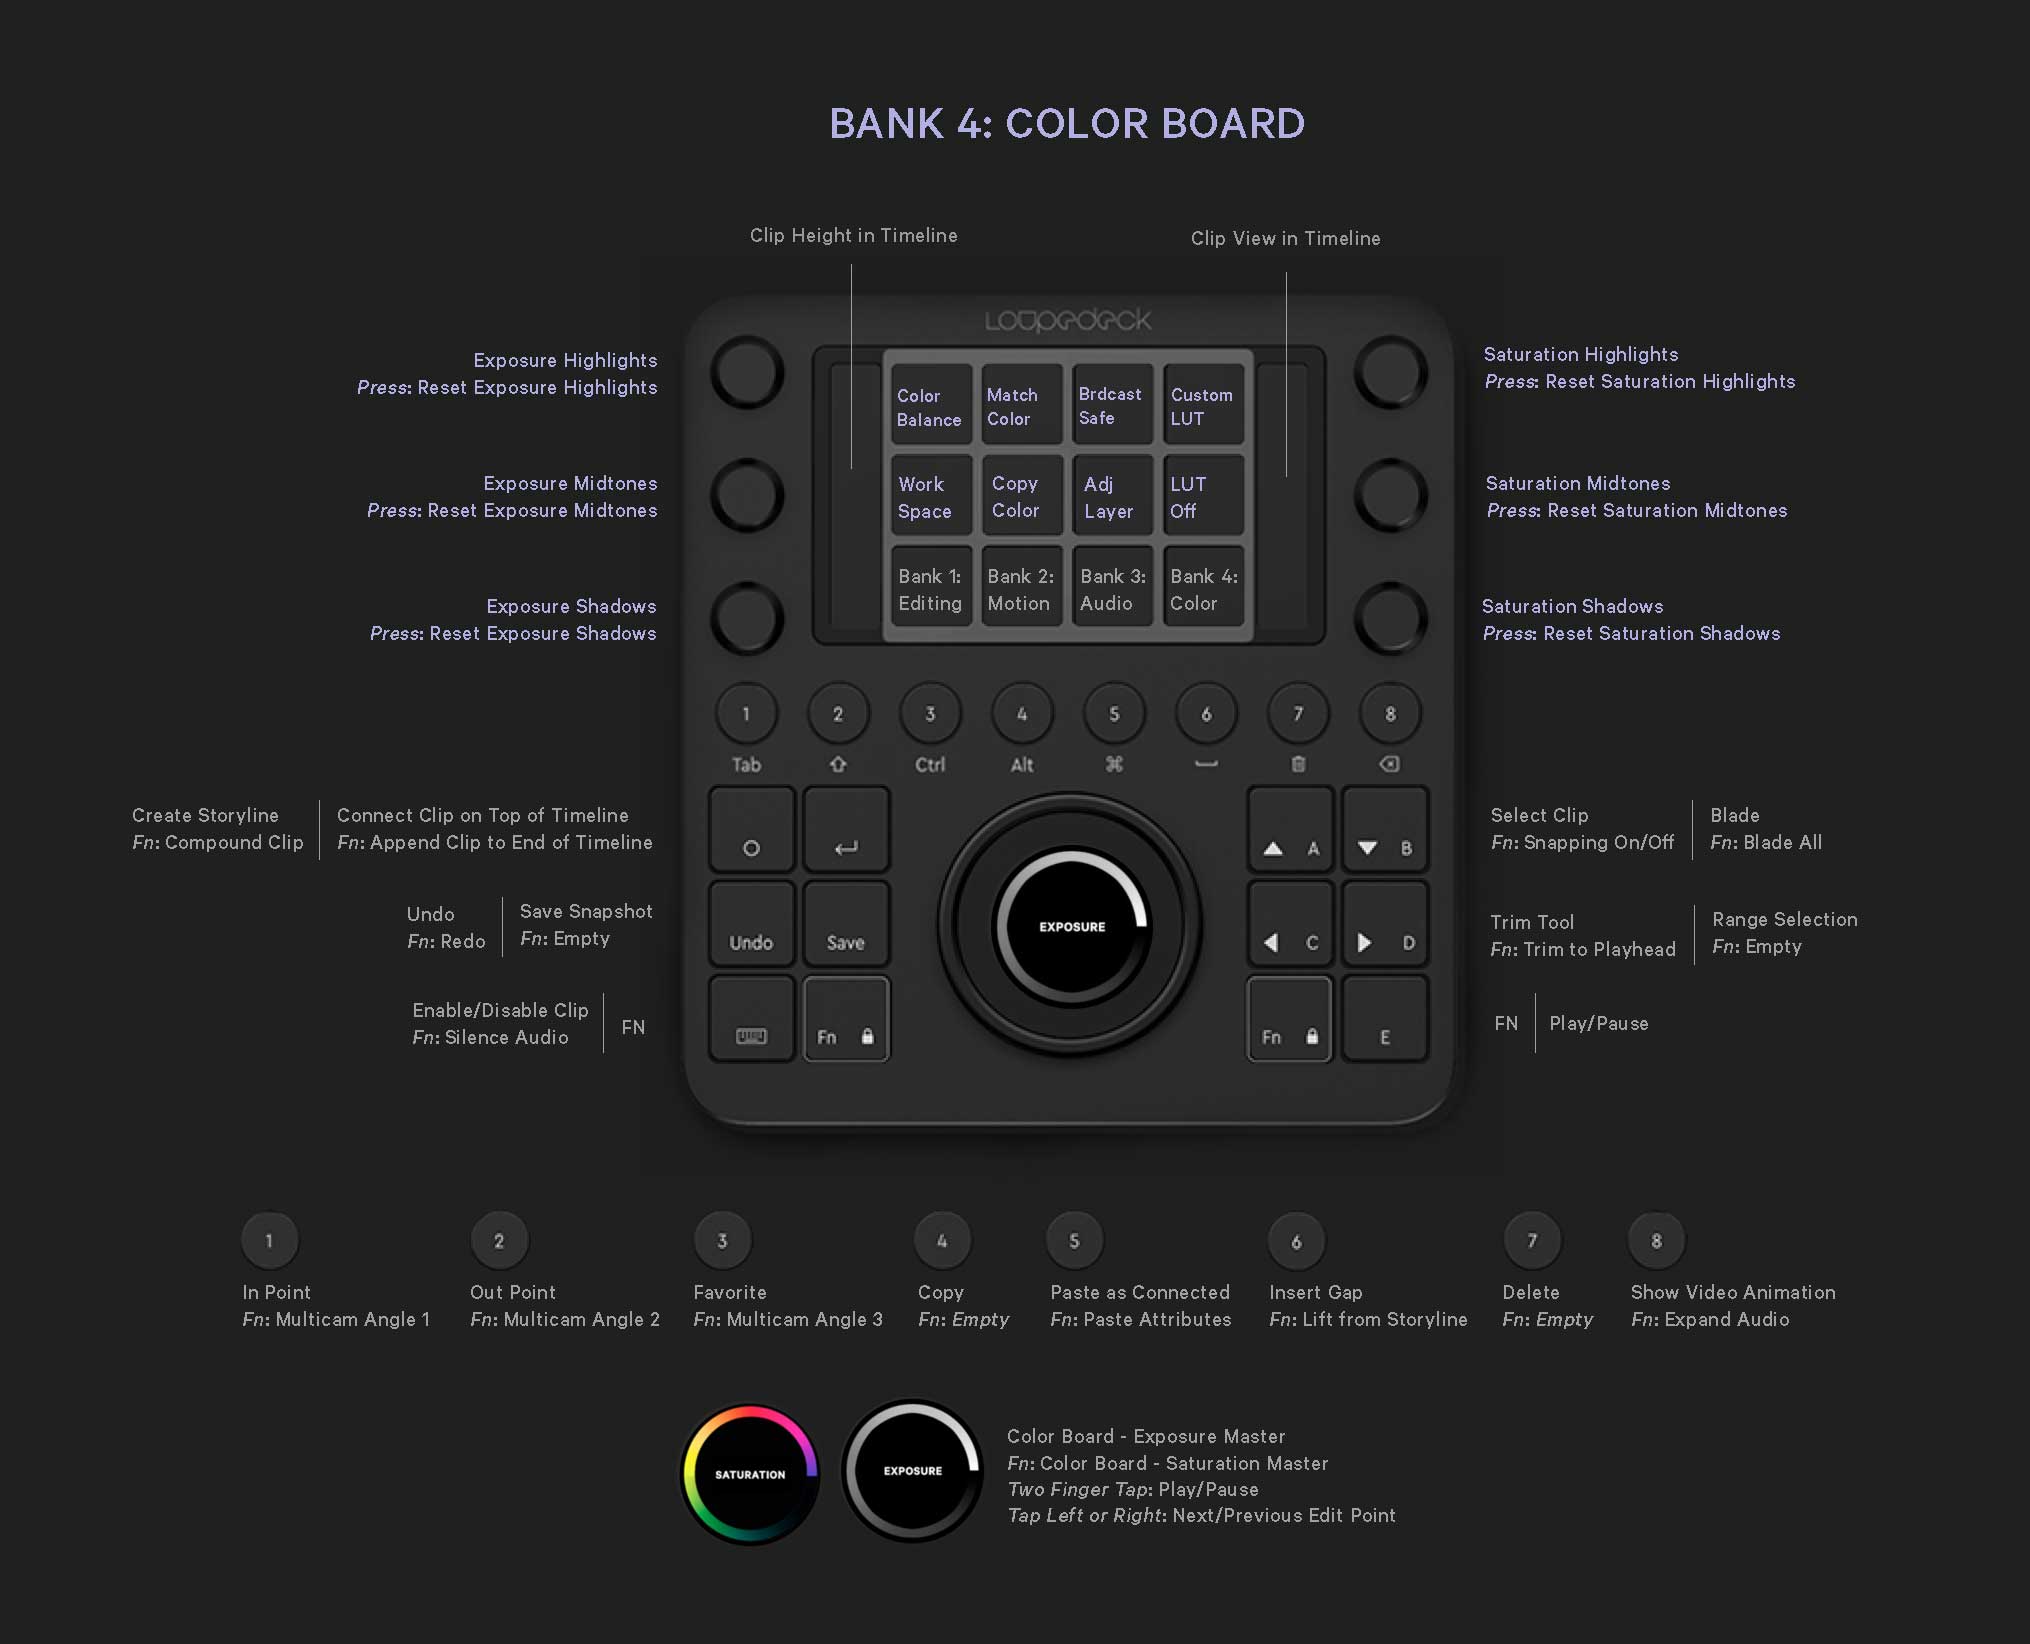 BANK 4: COLOR BOARD
Clip Height in Timeline
Clip View in Timeline
Loupedeck
Exposure Highlights
Press: Reset Exposure Highlights
Exposure Midtones
Press: Reset Exposure Midtones
Exposure Shadows
Press: Reset Exposure Shadows
Color Balance
Match Color
Brdcast Safe
Custom LUT
Work Space
Copy Color
Adj Layer
LUT Off
Bank 1: Editing
Bank 2: Motion
Bank 3: Audio
Bank 4: Color
Saturation Highlights
Press: Reset Saturation Highlights
Saturation Midtones
Press: Reset Saturation Midtones
Saturation Shadows
Press: Reset Saturation Shadows
1 2 3 4 5 6 7 8
Tab Ctrl Alt ⌘
Create Storyline
Fn: Compound Clip
Connect Clip on Top of Timeline
Fn: Append Clip to End of Timeline
Undo
Fn: Redo
Save Snapshot
Fn: Empty
Enable/Disable Clip
Fn: Silence Audio
FN
Undo
Save
Fn
EXPOSURE
A
B
C
D
Fn
E
Select Clip
Fn: Snapping On/Off
Blade
Fn: Blade All
Trim Tool
Fn: Trim to Playhead
Range Selection
Fn: Empty
FN
Play/Pause
1
In Point
Fn: Multicam Angle 1
2
Out Point
Fn: Multicam Angle 2
3
Favorite
Fn: Multicam Angle 3
4
Copy
Fn: Empty
5
Paste as Connected
Fn: Paste Attributes
6
Insert Gap
Fn: Lift from Storyline
7
Delete
Fn: Empty
8
Show Video Animation
Fn: Expand Audio
SATURATION
EXPOSURE
Color Board - Exposure Master
Fn: Color Board - Saturation Master
Two Finger Tap: Play/Pause
Tap Left or Right: Next/Previous Edit Point